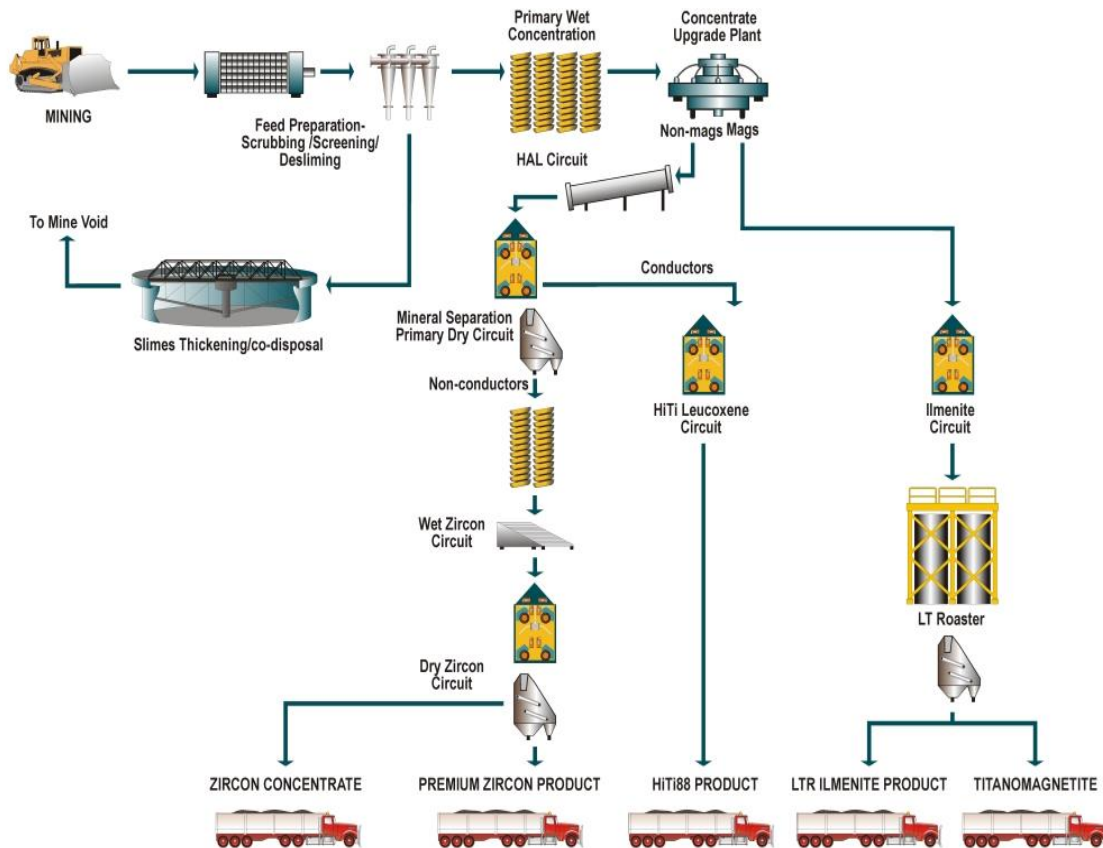 Primary Wet
Concentration
Concentrate
Upgrade Plant
MINING
Feed Preparation-
Scrubbing /Screening/
Desliming
Non-mags Mags
HAL Circuit
To Mine Void
Conductors
Slimes Thickening/co-disposal
Mineral Separation
Primary Dry Circuit
Non-conductors
HiTi Leucoxene
Circuit
Ilmenite
Circuit
Wet Zircon
Circuit
LT Roaster
Dry Zircon
Circuit
ZIRCON CONCENTRATE
PREMIUM ZIRCON PRODUCT
HiTi88 PRODUCT
LTR ILMENITE PRODUCT
TITANOMAGNETITE